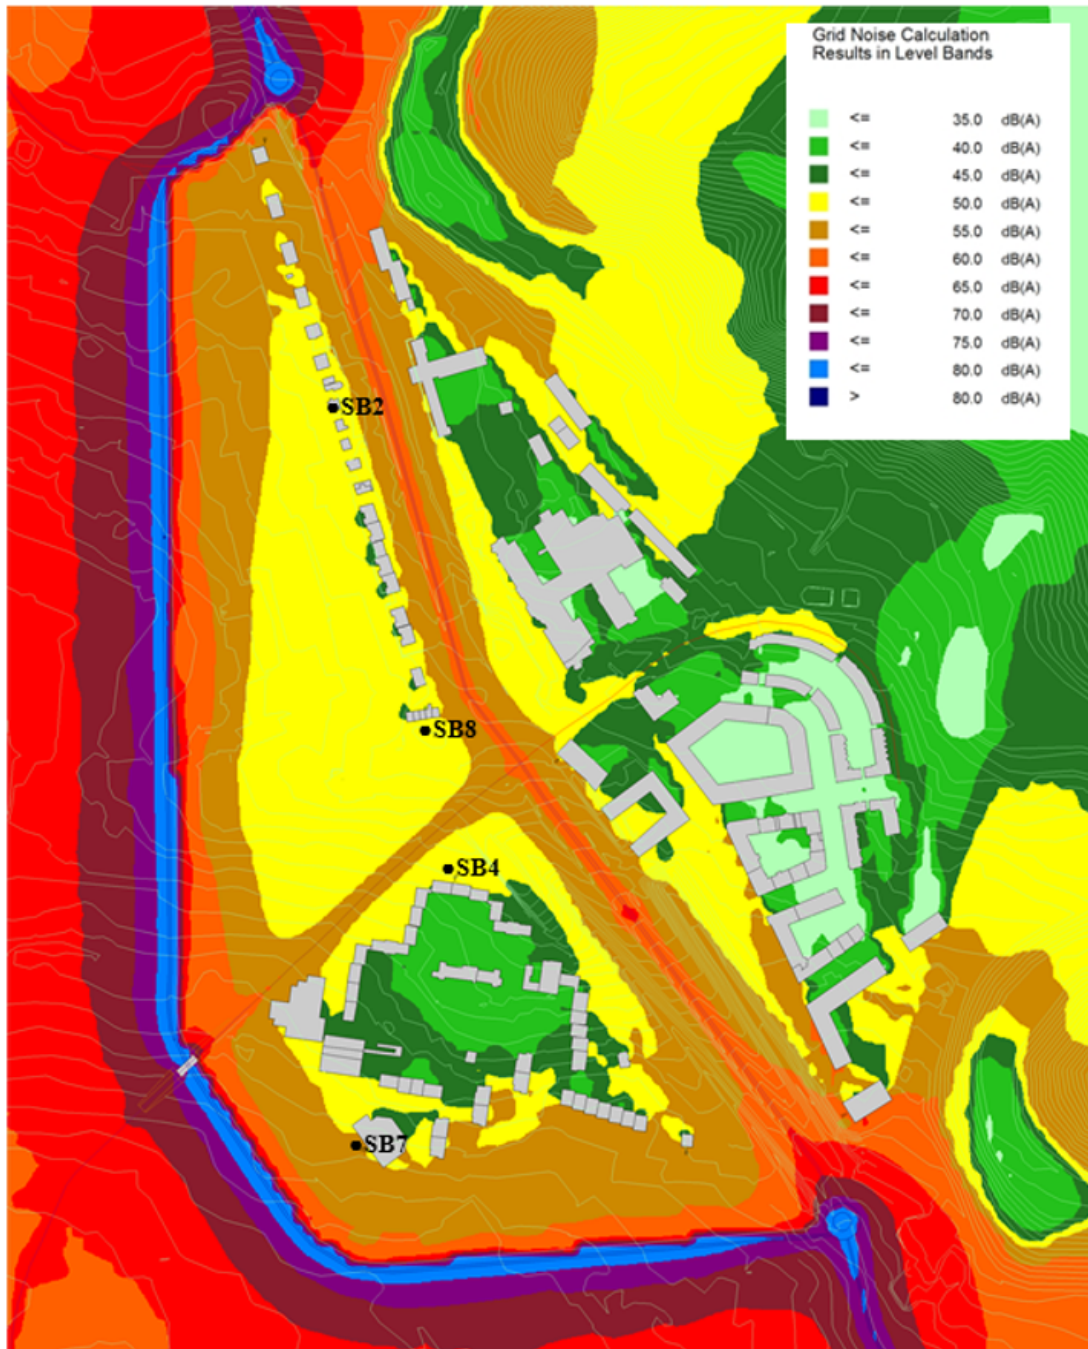 Grid Noise Calculation
Results in Level Bands
<= 35.0 dB(A)
<= 40.0 dB(A)
<= 45.0 dB(A)
<= 50.0 dB(A)
<= 55.0 dB(A)
<= 60.0 dB(A)
<= 65.0 dB(A)
<= 70.0 dB(A)
<= 75.0 dB(A)
<= 80.0 dB(A)
> 80.0 dB(A)
SB2
SB8
SB4
SB7